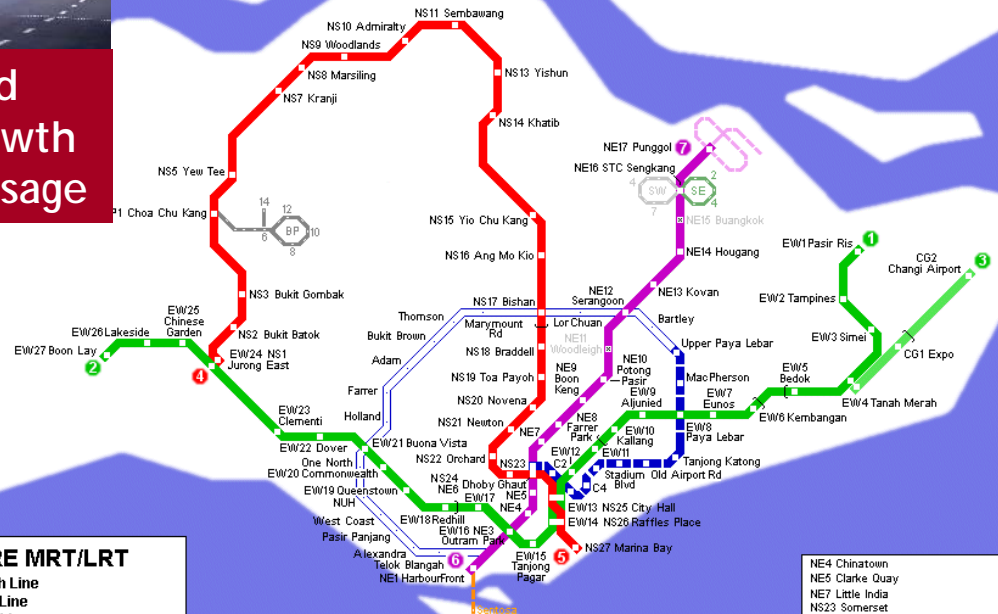 d
wth
sage
NS11 Sembawang
NS10 Admiralty
NS9 Woodlands
NS8 Marsiling
NS7 Kranji
NS13 Yishun
NS14 Khatib
NS5 Yew Tee
P1 Choa Chu Kang
14
12
10
BP
6
8
NE17 Punggol
7
NE16 STC Sengkang
4
SW
7
2
SE
4
NE15 Buangkok
NS15 Yio Chu Kang
NS16 Ang Mo Kio
NE14 Hougang
EW1 Pasir Ris
1
CG2
Changi Airport
3
NS3 Bukit Gombak
NE12
Serangoon
NE13 Kovan
EW2 Tampines
NS17 Bishan
Thomson
Marymount
Rd
Lor Chuan
Bartley
EW25
Chinese
Garden
EW26 Lakeside
NS2 Bukit Batok
Bukit Brown
NE11
Woodleigh
Upper Paya Lebar
EW3 Simei
CG1 Expo
EW27 Boon Lay
2
EW24 NS1
Jurong East
4
Adam
NS18 Braddell
NE10
Potong
Pasir
NE9
Boon
Keng
NS19 Toa Payoh
MacPherson
EW5
Bedok
EW4 Tanah Merah
Farrer
NS20 Novena
EW9
Aljunied
EW7
Eunos
EW6 Kembangan
Holland
EW23
Clementi
NS21 Newton
NE7
NE8
Farrer
Park
EW10
Kallang
EW8
Paya Lebar
EW22 Dover
EW21 Buona Vista
NS22 Orchard
NS23
EW12
C2
EW11
Tanjong Katong
One North
EW20 Commonwealth
NS24
NE6
Dhoby Ghaut
Stadium
Blvd
Old Airport Rd
C4
EW19 Queenstown
NUH
EW17
NE5
NE4
EW13 NS25 City Hall
West Coast
EW18 Redhill
EW14 NS26 Raffles Place
Pasir Panjang
EW16 NE3
Outram Park
Alexandra
NS27 Marina Bay
Telok Blangah
6
EW15
Tanjong
Pagar
5
NE1 HarbourFront
Sentosa
RE MRT/LRT
h Line
Line
NE4 Chinatown
NE5 Clarke Quay
NE7 Little India
NS23 Somerset